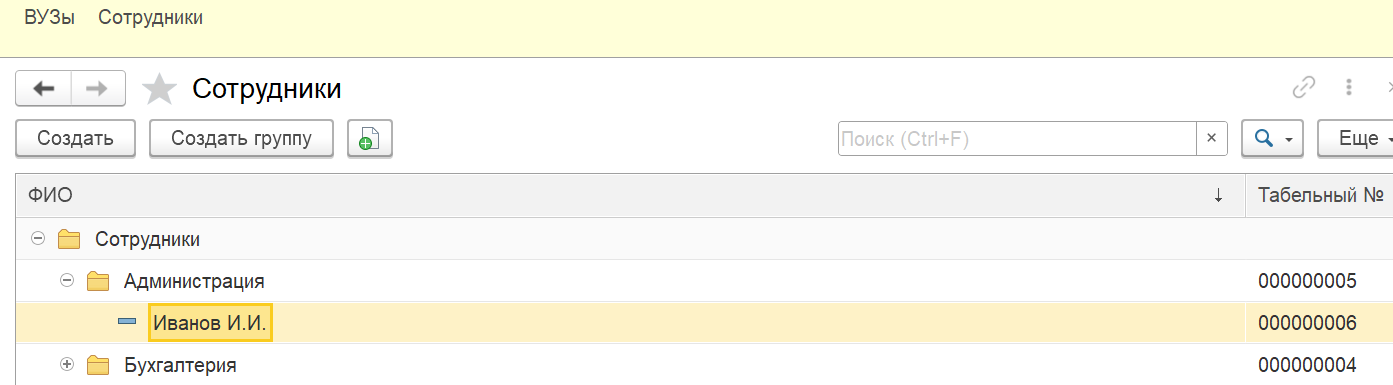 ВУЗы Сотрудники
Сотрудники
Создать Создать группу Поиск (Ctrl+F) × Еще
ФИО ↓ Табельный №
Сотрудники
Администрация 000000005
Иванов И.И. 000000006
Бухгалтерия 000000004